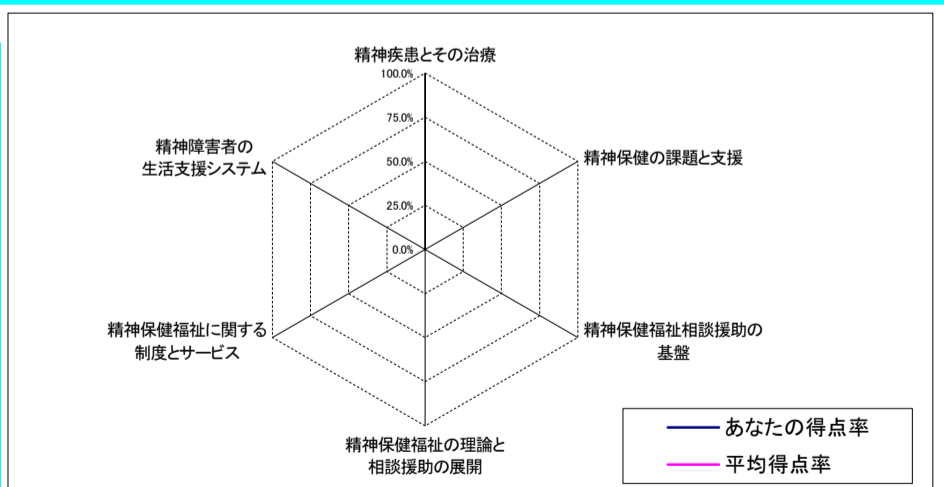 精神疾患とその治療
100.0%
75.0%
50.0%
25.0%
0.0%
精神保健の課題と支援
精神保健福祉相談援助の
基盤
精神保健福祉の理論と
相談援助の展開
精神保健福祉に関する
制度とサービス
精神障害者の
生活支援システム
あなたの得点率
平均得点率